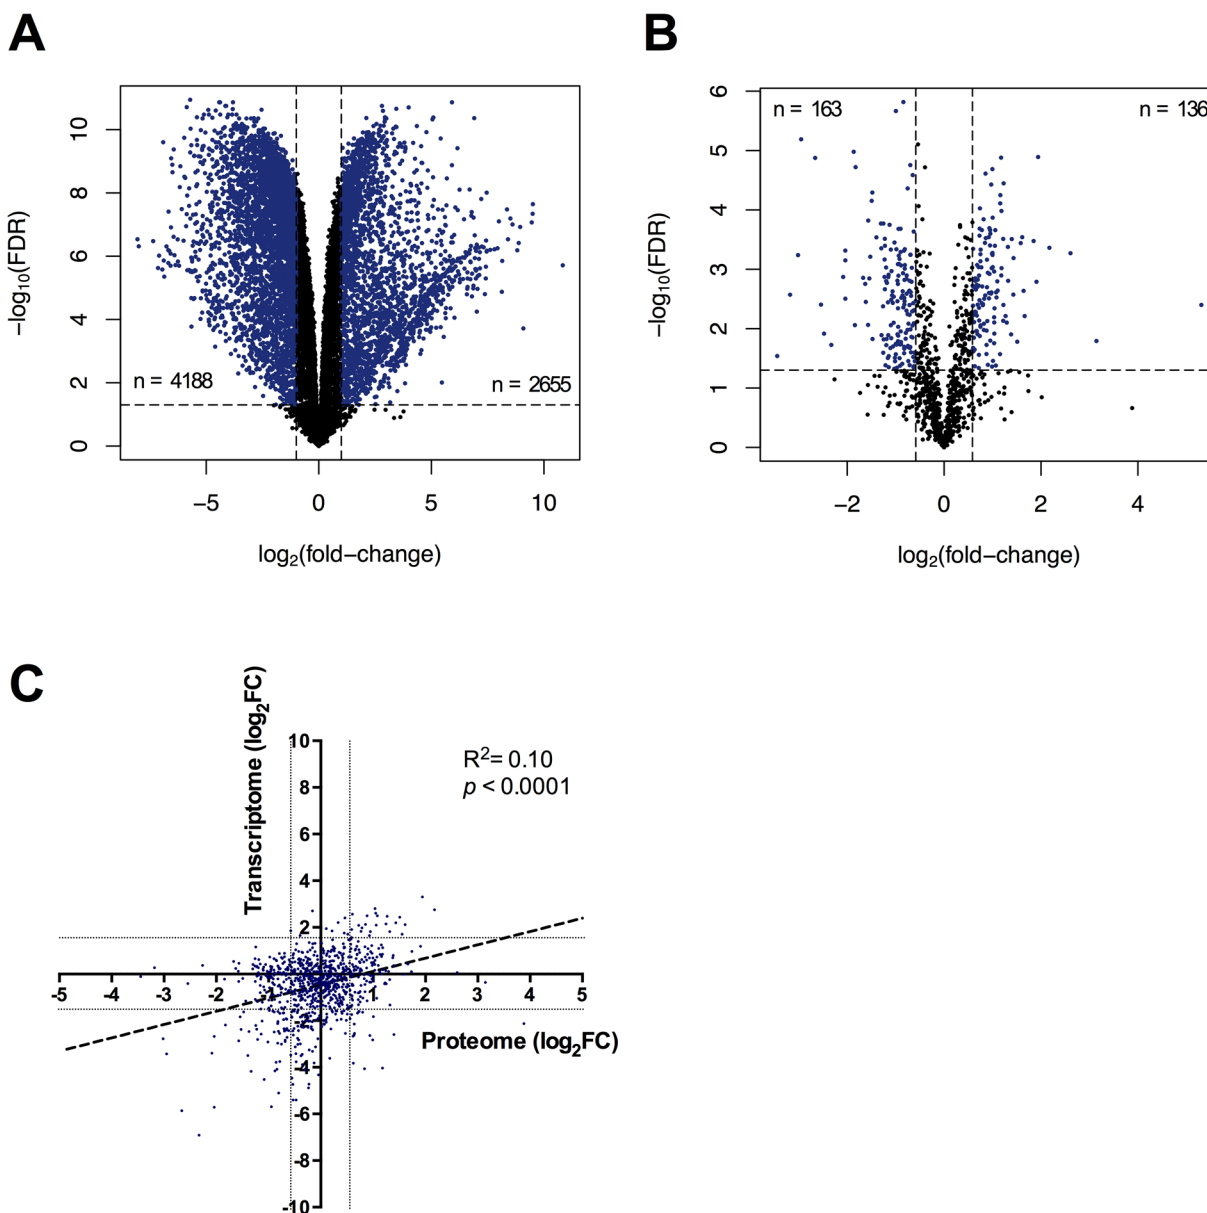 A
B
n = 4188
n = 2655
−log10(FDR)
0
2
4
6
8
10
−5
0
5
10
log2(fold−change)
n = 163
n = 136
−log10(FDR)
0
1
2
3
4
5
6
−2
0
2
4
log2(fold−change)
C
Transcriptome (log2FC)
R2= 0.10
p < 0.0001
10
8
6
4
2
-2
-4
-6
-8
-10
-5
-4
-3
-2
-1
1
2
3
4
5
Proteome (log2FC)